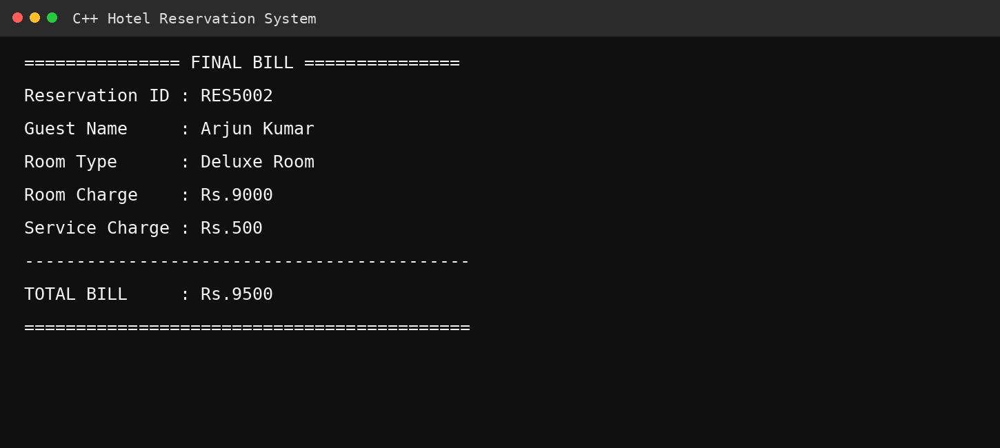 C++ Hotel Reservation System
=============== FINAL BILL ===============
Reservation ID : RES5002
Guest Name     : Arjun Kumar
Room Type      : Deluxe Room
Room Charge    : Rs.9000
Service Charge : Rs.500
-------------------------------------------
TOTAL BILL     : Rs.9500
===========================================